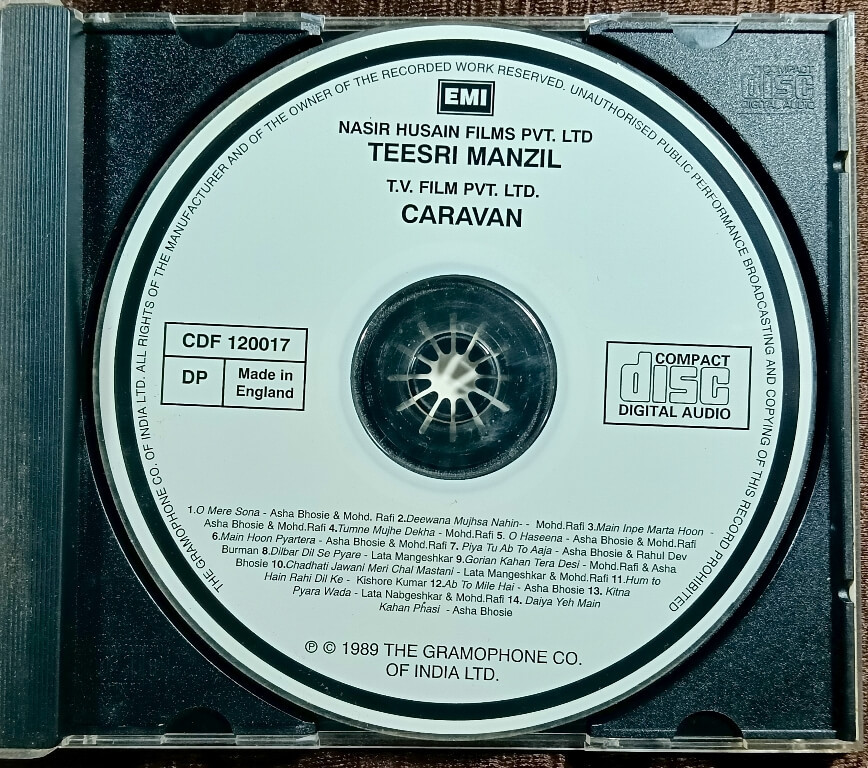 EMI
NASIR HUSAIN FILMS PVT. LTD
TEESRI MANZIL
T.V. FILM PVT. LTD.
CARAVAN
CDF 120017
DP
Made in
England
COMPACT
disc
DIGITAL AUDIO
1.O Mere Sona - Asha Bhosie & Mohd. Rafi 2.Deewana Mujhsa Nahin- - Mohd.Rafi 3.Main Inpe Marta Hoon -
Asha Bhosie & Mohd.Rafi 4.Tumne Mujhe Dekha - Mohd.Rafi 5. O Haseena - Asha Bhosie & Mohd.Rafi
6.Main Hoon Pyartera - Asha Bhosie & Mohd.Rafi 7. Piya Tu Ab To Aaja - Asha Bhosie & Rahul Dev
Burman 8.Dilbar Dil Se Pyare - Lata Mangeshkar 9.Gorian Kahan Tera Desi - Mohd.Rafi & Asha
Bhosie 10.Chadhati Jawani Meri Chal Mastani - Lata Mangeshkar & Mohd.Rafi 11.Hum to
Hain Rahi Dil Ke - Kishore Kumar 12.Ab To Mile Hai - Asha Bhosie 13. Kitna
Pyara Wada - Lata Nabgeshkar & Mohd.Rafi 14. Daiya Yeh Main
Kahan Phasi - Asha Bhosie
℗ © 1989 THE GRAMOPHONE CO.
OF INDIA LTD.
THE GRAMOPHONE CO. OF INDIA LTD. ALL RIGHTS OF THE MANUFACTURER AND OF THE OWNER OF THE RECORDED WORK RESERVED. UNAUTHORISED PUBLIC PERFORMANCE BROADCASTING AND COPYING OF THIS RECORD PROHIBITED
COMPACT
disc
DIGITAL AUDIO